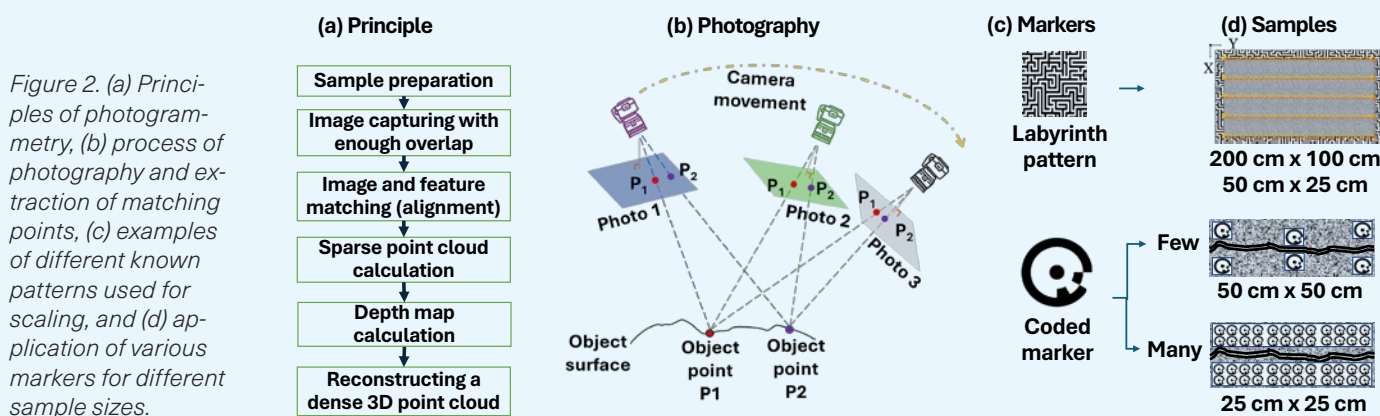 Figure 2. (a) Princi-
ples of photogram-
metry, (b) process of
photography and ex-
traction of matching
points, (c) examples
of different known
patterns used for
scaling, and (d) ap-
plication of various
markers for different
sample sizes.
(a) Principle
Sample preparation
Image capturing with
enough overlap
Image and feature
matching (alignment)
Sparse point cloud
calculation
Depth map
calculation
Reconstructing a
dense 3D point cloud
(b) Photography
Camera
movement
P₁
P₂
Photo 1
P₁
P₂
Photo 2
P₁
P₂
Photo 3
Object
surface
Object
point
P1
Object
point
P2
(c) Markers
Labyrinth
pattern
Coded
marker
Few
Many
(d) Samples
Y
X
200 cm x 100 cm
50 cm x 25 cm
50 cm x 50 cm
25 cm x 25 cm